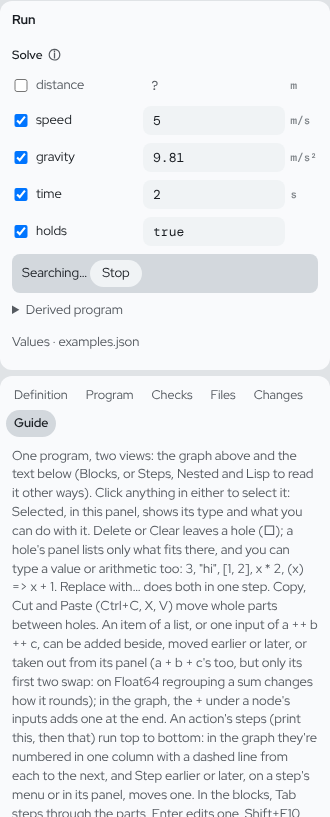 Run
Solve ⓘ
distance ? m
speed 5 m/s
gravity 9.81 m/s²
time 2 s
holds true
Searching... Stop
▶ Derived program
Values · examples.json
Definition Program Checks Files Changes
Guide
One program, two views: the graph above and the
text below (Blocks, or Steps, Nested and Lisp to read
it other ways). Click anything in either to select it:
Selected, in this panel, shows its type and what you
can do with it. Delete or Clear leaves a hole (☐); a
hole's panel lists only what fits there, and you can
type a value or arithmetic too: 3, "hi", [1, 2], x * 2, (x)
=> x + 1. Replace with... does both in one step. Copy,
Cut and Paste (Ctrl+C, X, V) move whole parts
between holes. An item of a list, or one input of a ++ b
++ c, can be added beside, moved earlier or later, or
taken out from its panel (a + b + c's too, but only its
first two swap: on Float64 regrouping a sum changes
how it rounds); in the graph, the + under a node's
inputs adds one at the end. An action's steps (print
this, then that) run top to bottom: in the graph they're
numbered in one column with a dashed line from
each to the next, and Step earlier or later, on a step's
menu or in its panel, moves one. In the blocks, Tab
steps through the parts, Enter edits one, Shift+F10